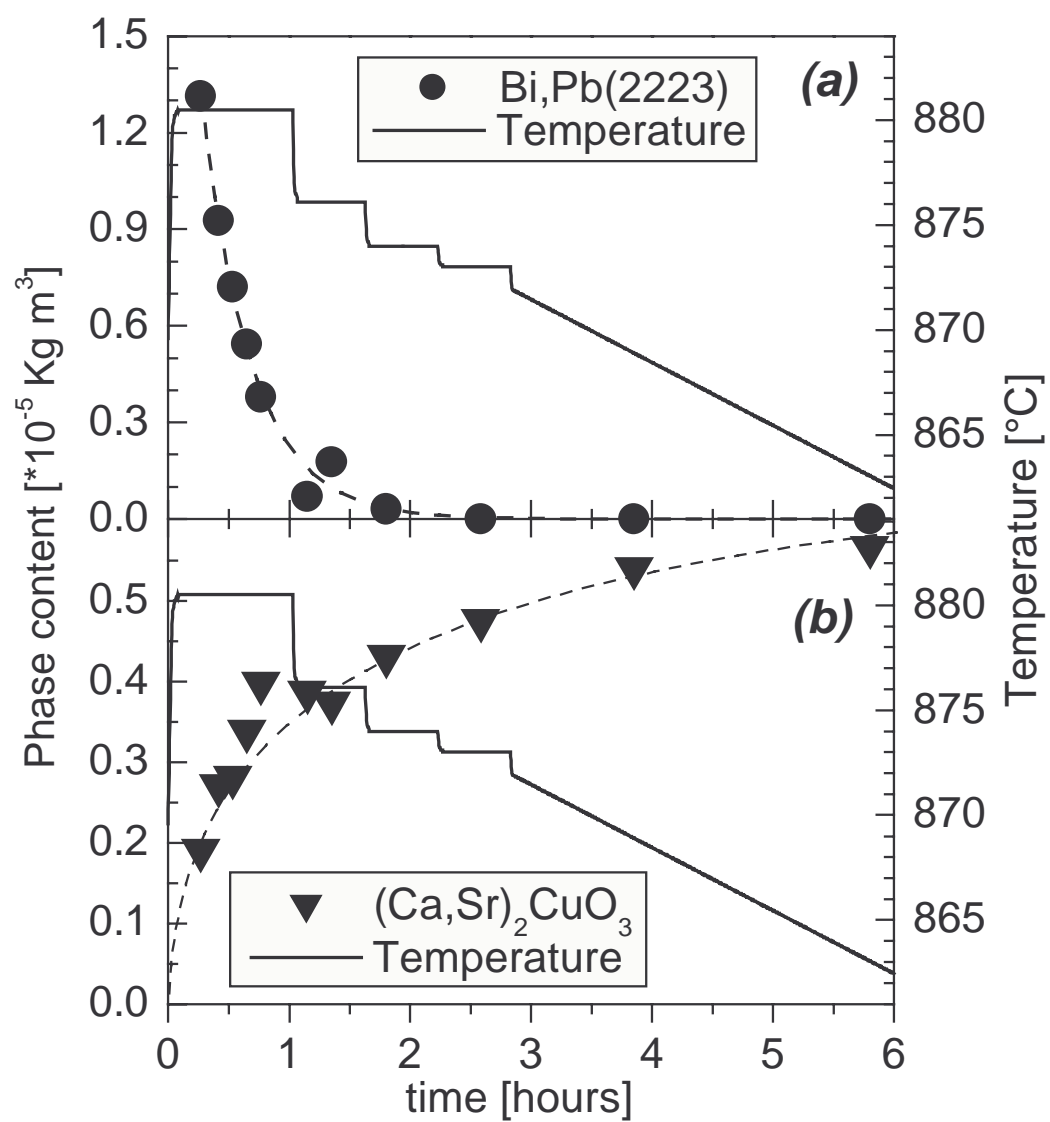 1.5
1.2
0.9
0.6
0.3
0.0
Bi,Pb(2223)
Temperature
(a)
880
875
870
865
Phase content [*10⁻⁵ Kg m³]
Temperature [°C]
0.5
0.4
0.3
0.2
0.1
0.0
(b)
880
875
870
865
(Ca,Sr)₂CuO₃
Temperature
0 1 2 3 4 5 6
time [hours]